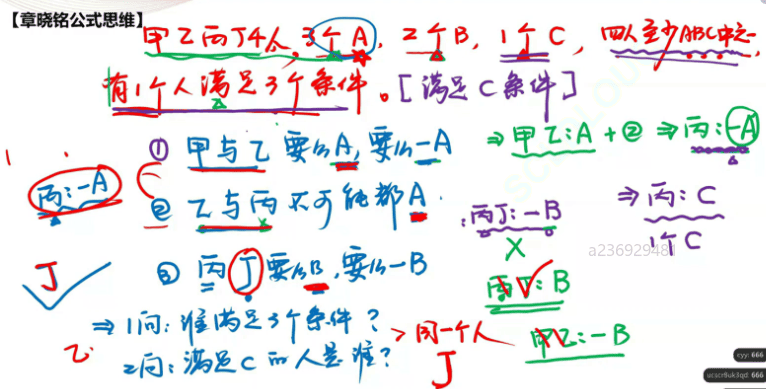 【章晓铭公式思维】
甲乙丙丁4人,3个A,2个B,1个C,四人至少ABC中之一
有1个人满足3个条件。[满足C条件]
① 甲与乙要么A,要么-A ⇒甲乙:A+② ⇒丙:-A
丙:-A
② 乙与丙不可能都A
丙丁:-B ⇒丙:C
X 1个C
a236929481
丁
③ 丙丁要么B,要么-B
丙丁:B
⇒1问:谁满足3个条件? >同一个人 甲乙:-B
2问:满足C的人是谁? 丁
cyy: 666
ucscr8uk3qd: 666